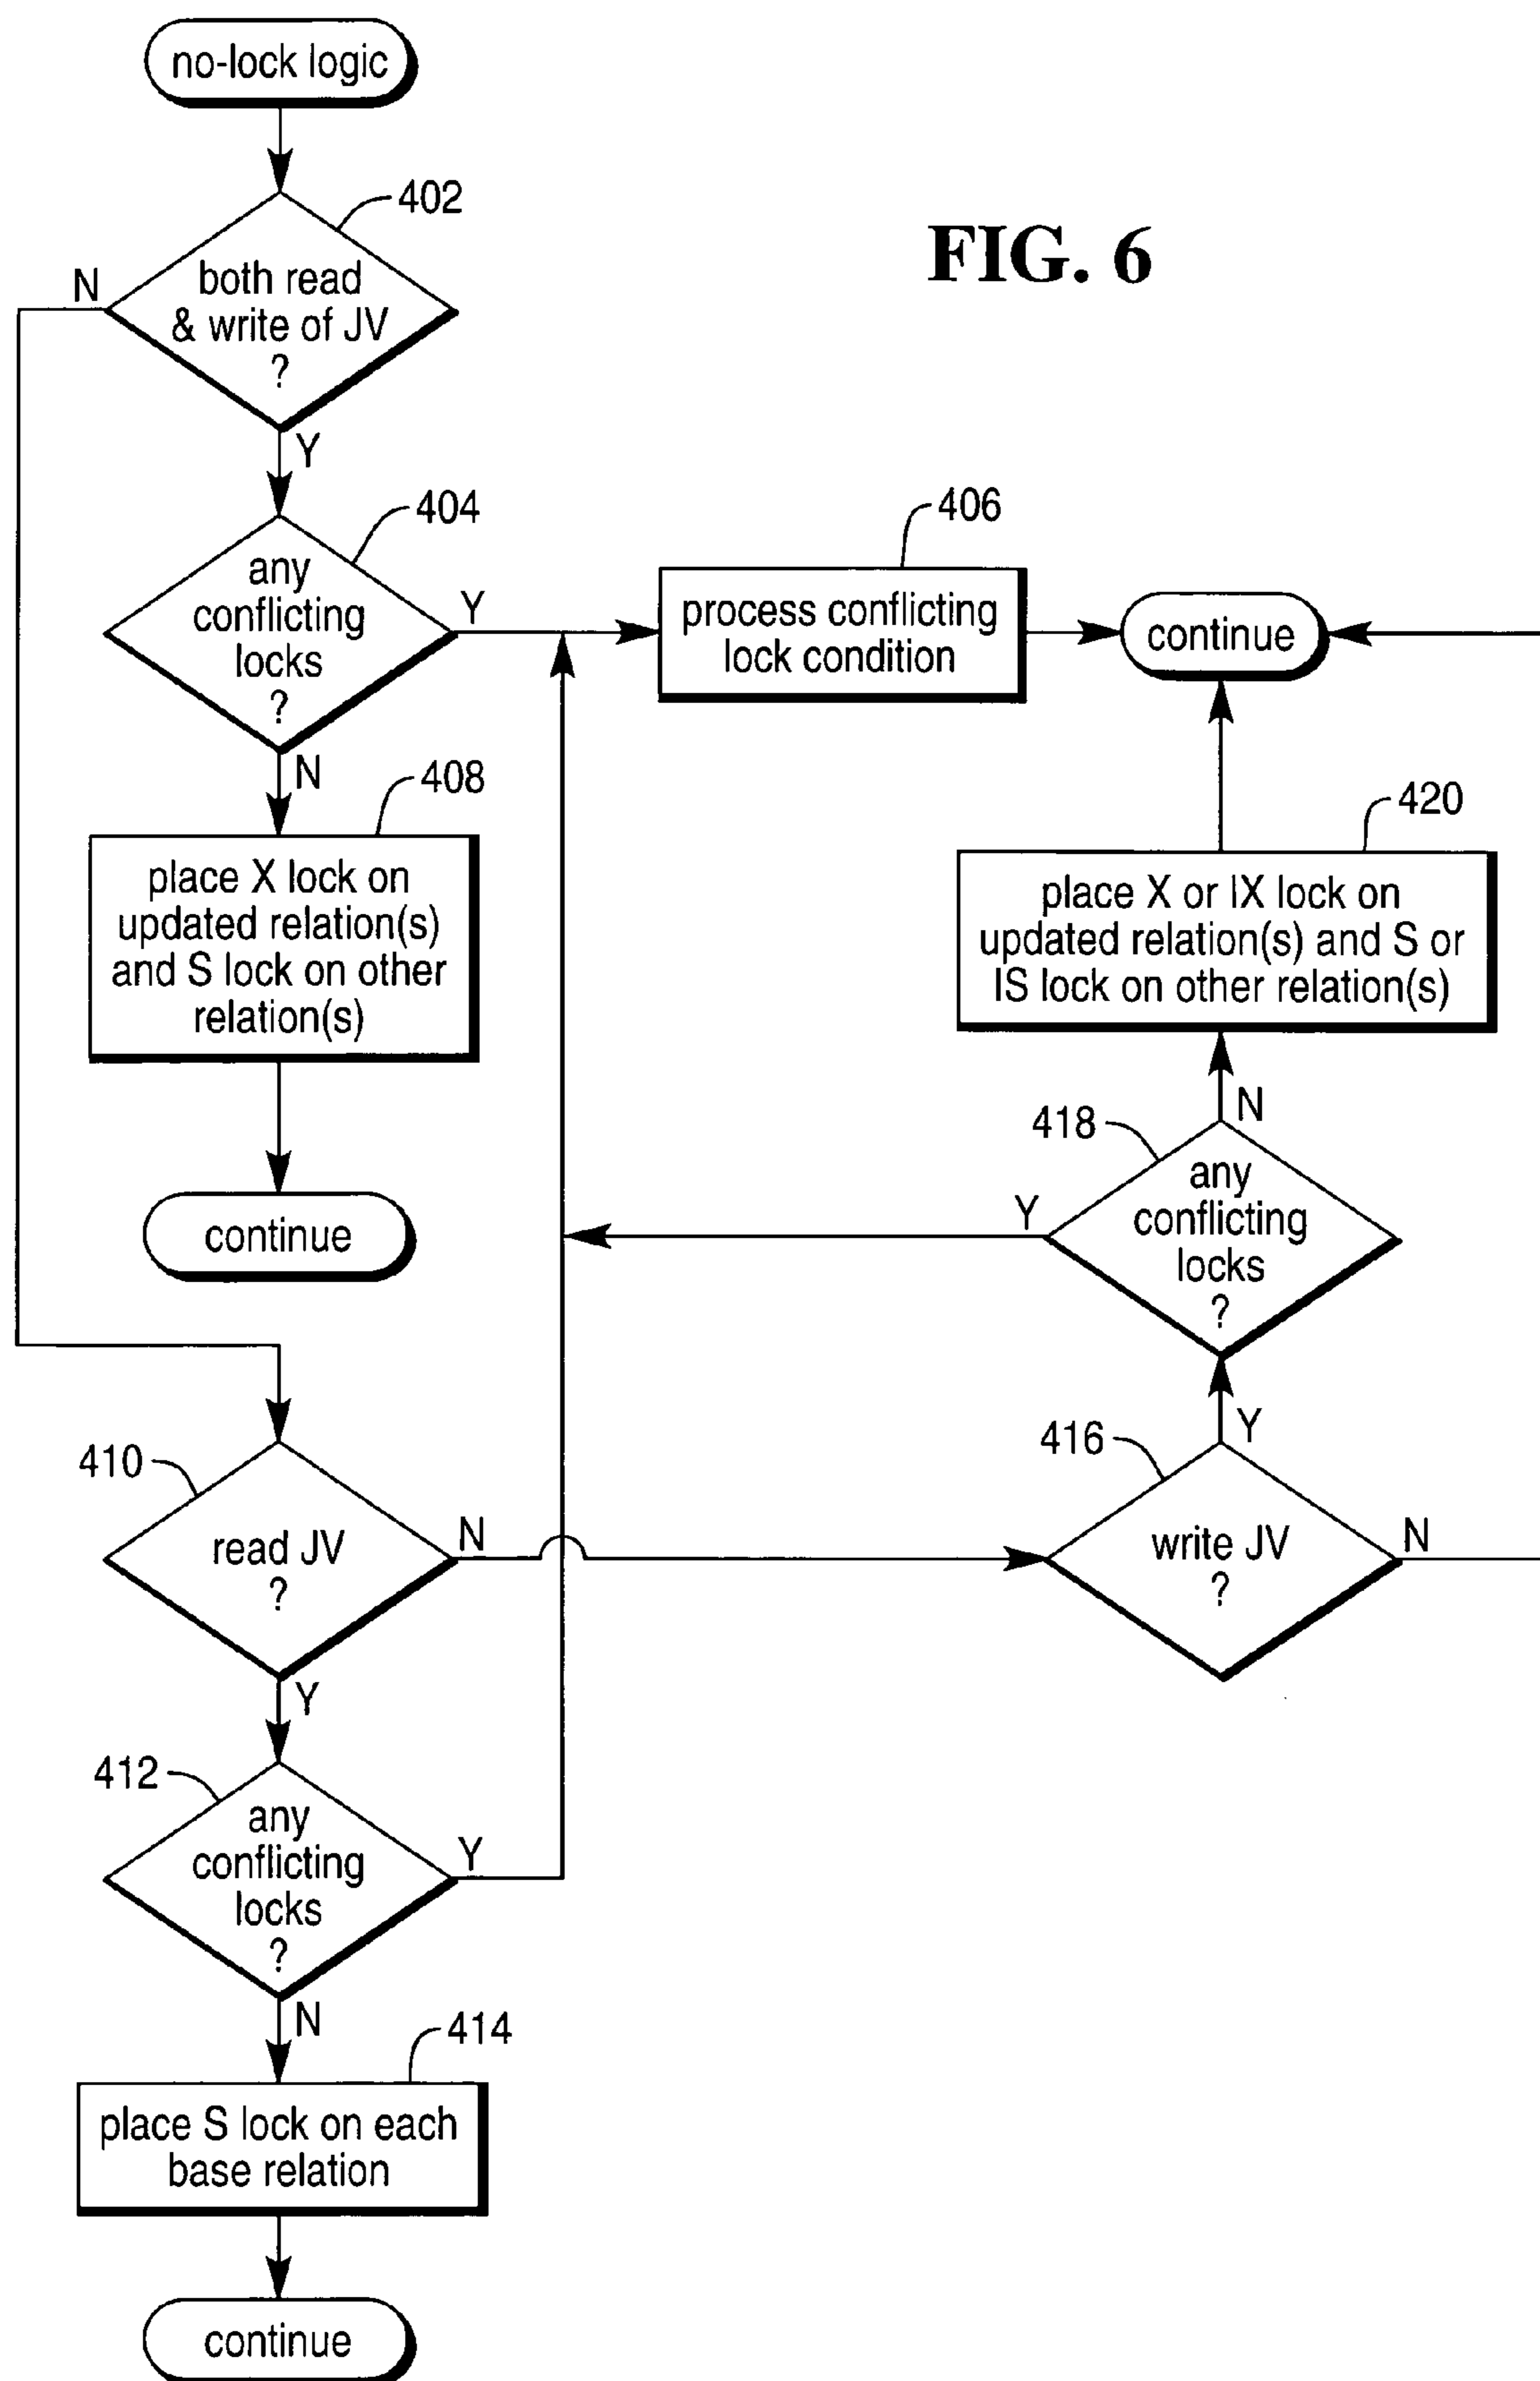 no-lock logic
402
FIG. 6
N
both read
& write of JV
?
Y
404
any
conflicting
locks
?
Y
N
406
process conflicting
lock condition
continue
408
place X lock on
updated relation(s)
and S lock on other
relation(s)
continue
420
place X or IX lock on
updated relation(s) and S or
IS lock on other relation(s)
N
418
any
conflicting
locks
?
Y
Y
416
write JV
?
N
410
read JV
?
N
Y
412
any
conflicting
locks
?
Y
N
414
place S lock on each
base relation
continue